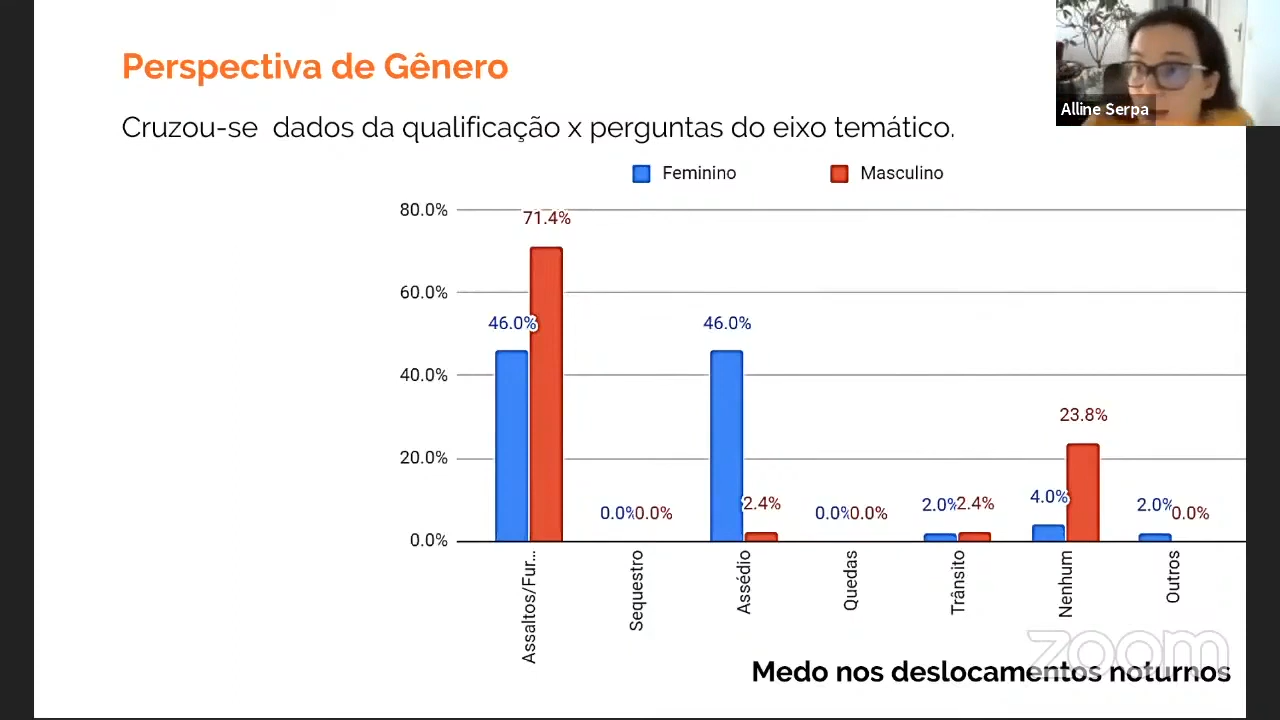 Perspectiva de Gênero
Alline Serpa
Cruzou-se dados da qualificação x perguntas do eixo temático.
Feminino Masculino
80.0%
71.4%
60.0%
46.0% 46.0%
40.0%
23.8%
20.0%
0.0% 0.0% 2.4% 0.0% 0.0% 2.0% 2.4% 4.0% 2.0% 0.0%
0.0%
Assaltos/Fur...
Sequestro
Assédio
Quedas
Trânsito
Nenhum
Outros
zoom
Medo nos deslocamentos noturnos